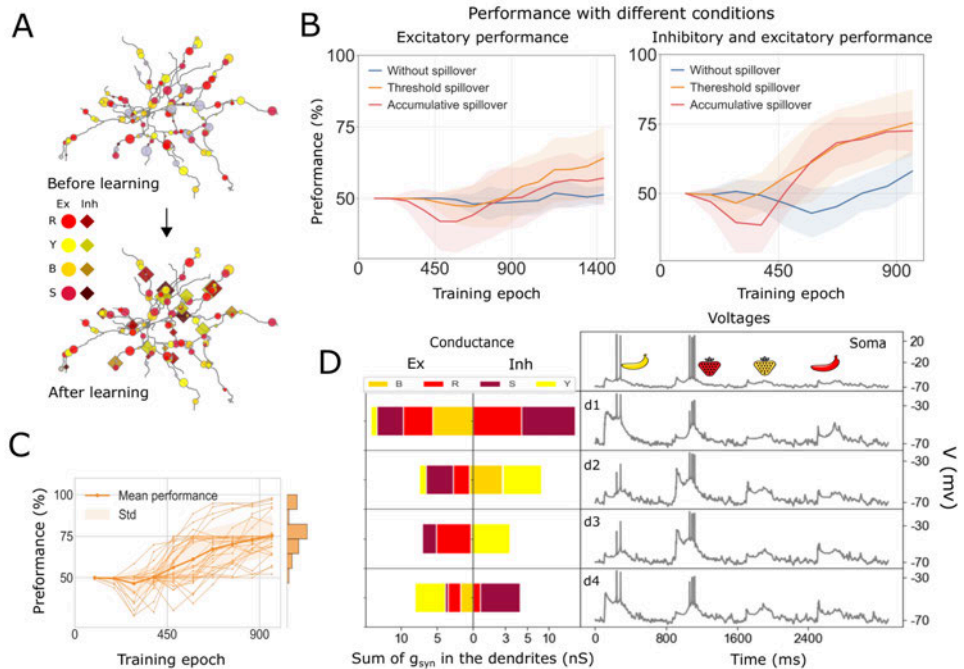 A
Before learning
Ex Inh
R
Y
B
S
After learning
B
Performance with different conditions
Excitatory performance
Inhibitory and excitatory performance
Without spillover
Threshold spillover
Accumulative spillover
Without spillover
Thereshold spillover
Accumulative spillover
Preformance (%)
100
75
50
450 900 1400
Training epoch
100
75
50
0 450 900
Training epoch
C
Preformance (%)
Mean performance
Std
100
75
50
0 450 900
Training epoch
D
Conductance
Ex Inh
B R S Y
10 5 0 3 5 10
Sum of gsyn in the dendrites (nS)
Voltages
Soma
30
-20
-70
d1
-30
-70
d2
-30
-70
d3
-30
-70
d4
-30
-70
V (mv)
0 800 1600 2400
Time (ms)